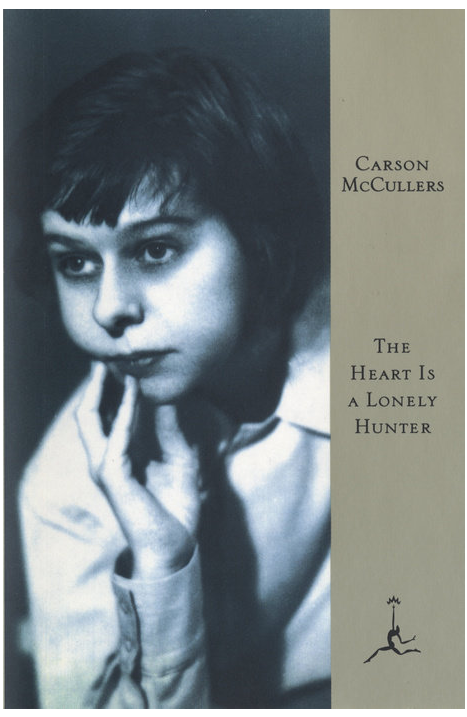 CARSON
MCCULLERS
THE
HEART IS
A LONELY
HUNTER